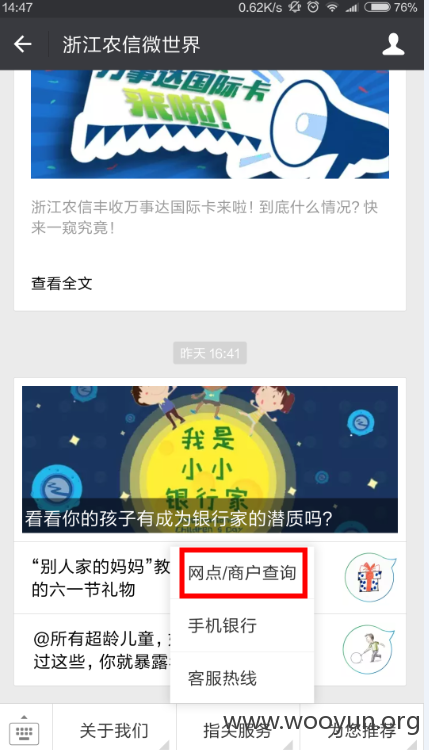 14:47
0.62K/s
76%
浙江农信微世界
万事达国际卡
来啦!
浙江农信丰收万事达国际卡来啦！到底什么情况？快
来一窥究竟！
查看全文
昨天 16:41
我是
小小
银行家
看看你的孩子有成为银行家的潜质吗?
“别人家的妈妈”教
的六一节礼物
网点/商户查询
手机银行
@所有超龄儿童，
过这些，你就暴露
客服热线
关于我们
指尖服务
为您推荐
www.wooyun.org